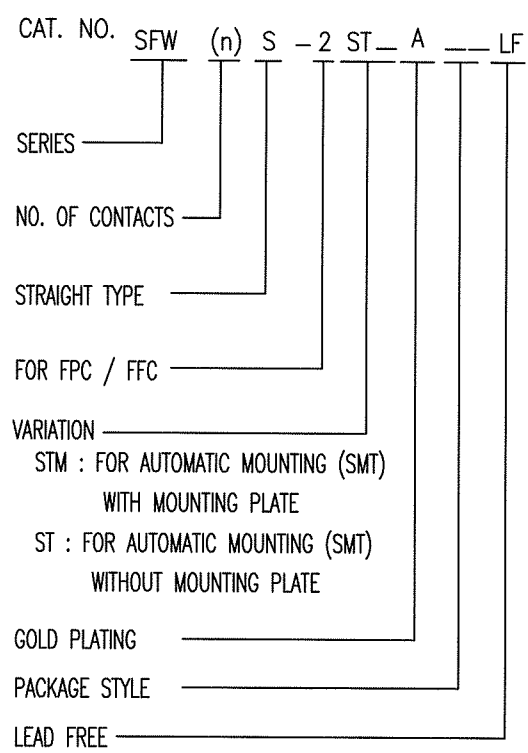 CAT. NO. SFW (n) S - 2 ST_ A __ LF
SERIES
NO. OF CONTACTS
STRAIGHT TYPE
FOR FPC / FFC
VARIATION
STM : FOR AUTOMATIC MOUNTING (SMT)
WITH MOUNTING PLATE
ST : FOR AUTOMATIC MOUNTING (SMT)
WITHOUT MOUNTING PLATE
GOLD PLATING
PACKAGE STYLE
LEAD FREE